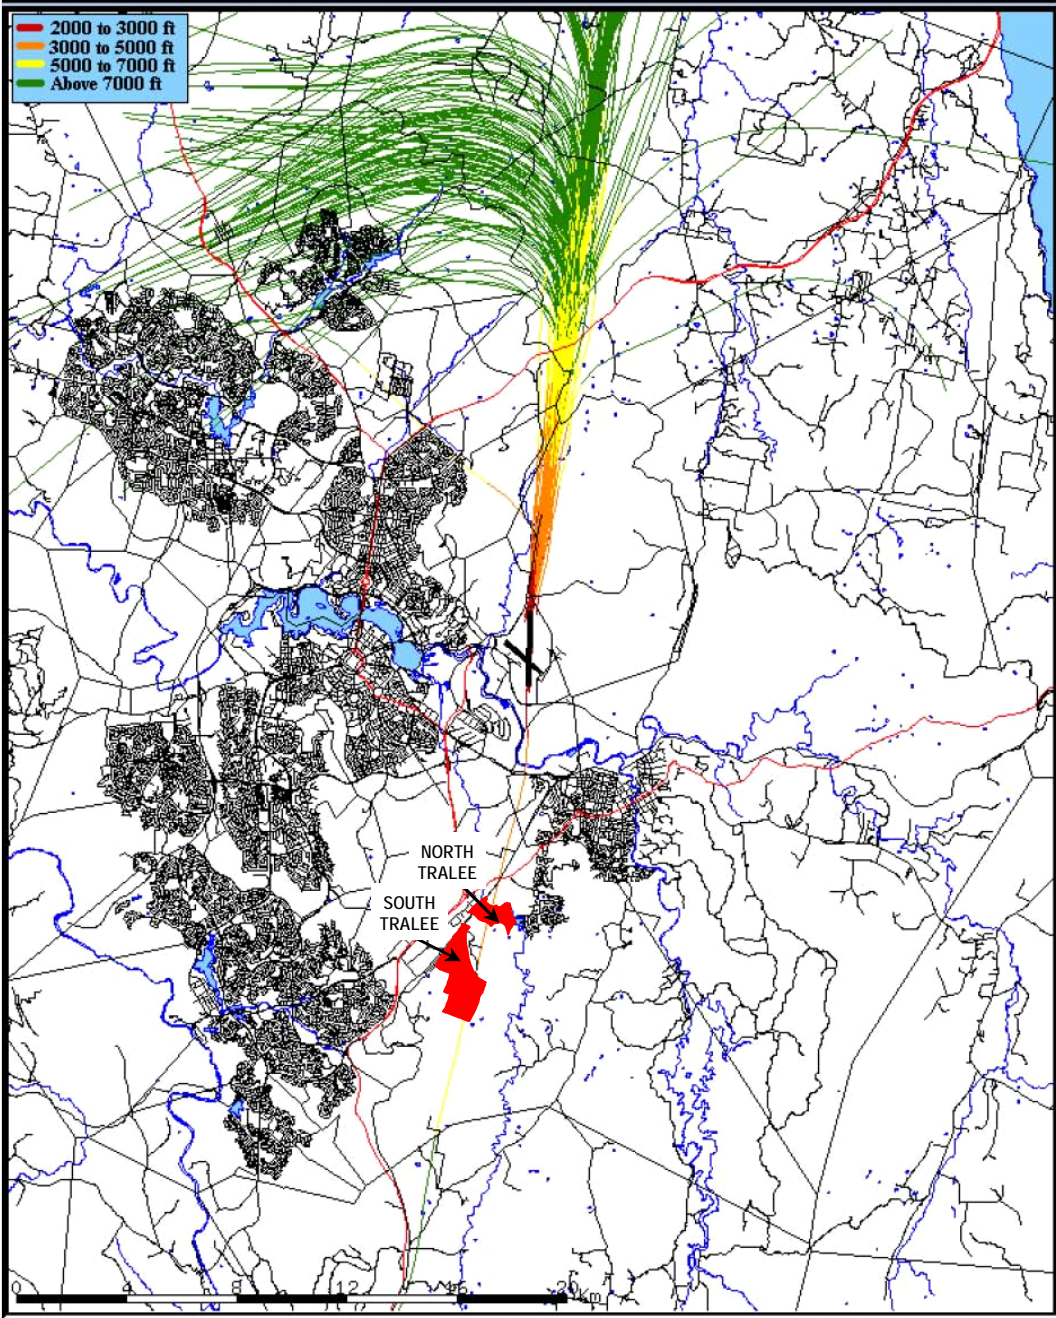 2000 to 3000 ft
3000 to 5000 ft
5000 to 7000 ft
Above 7000 ft
NORTH
TRALEE
SOUTH
TRALEE
0 4 8 12 16 20 Km